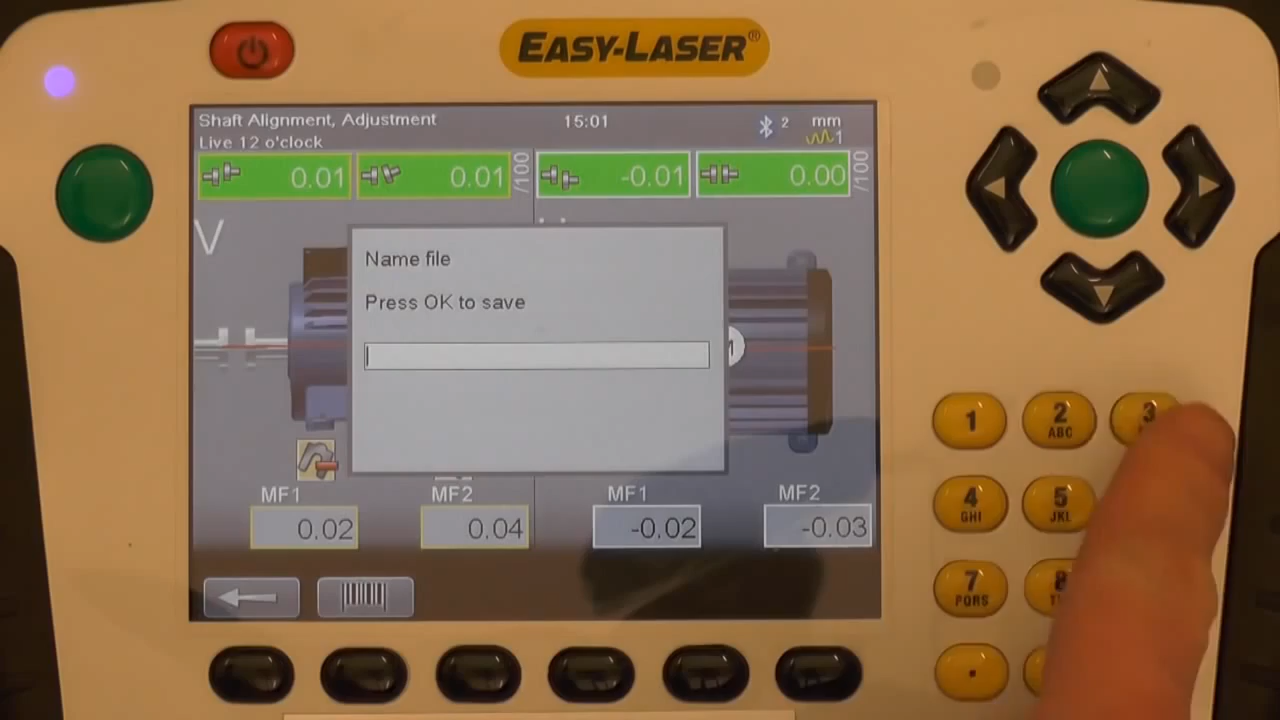 EASY-LASER®
Shaft Alignment, Adjustment
15:01
2
mm
Live 12 o'clock
1
0.01
0.01
/100
-0.01
0.00
/100
V
Name file
Press OK to save
MF1
MF2
MF1
MF2
0.02
0.04
-0.02
-0.03
1
2
ABC
3
4
GHI
5
JKL
7
PQRS
8
.